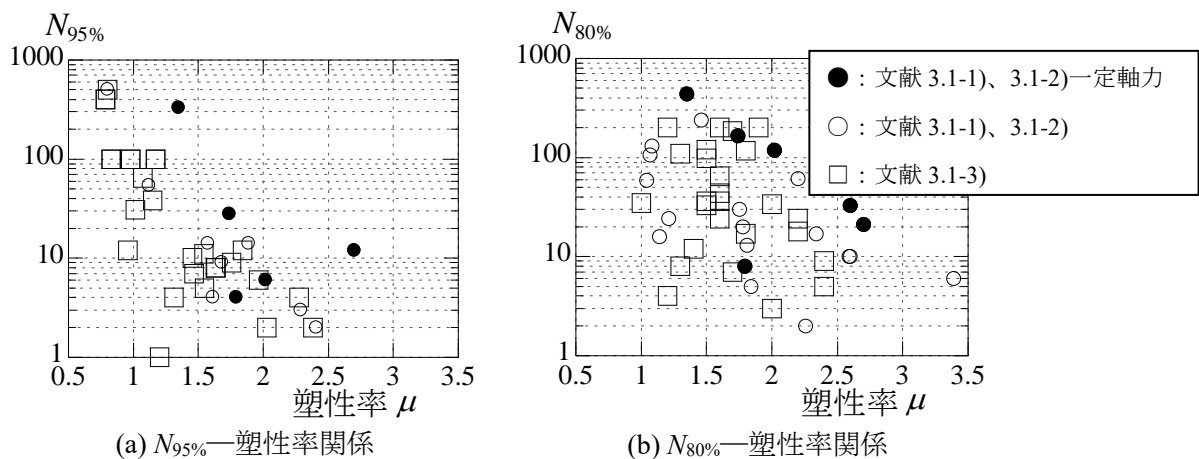 N95%
1000
100
10
1
0.5 1 1.5 2 2.5 3 3.5
塑性率 μ
(a) N95%―塑性率関係
N80%
1000
100
10
1
0.5 1 1.5 2 2.5 3 3.5
塑性率 μ
(b) N80%―塑性率関係
●：文献 3.1-1)、3.1-2)一定軸力
○：文献 3.1-1)、3.1-2)
□：文献 3.1-3)